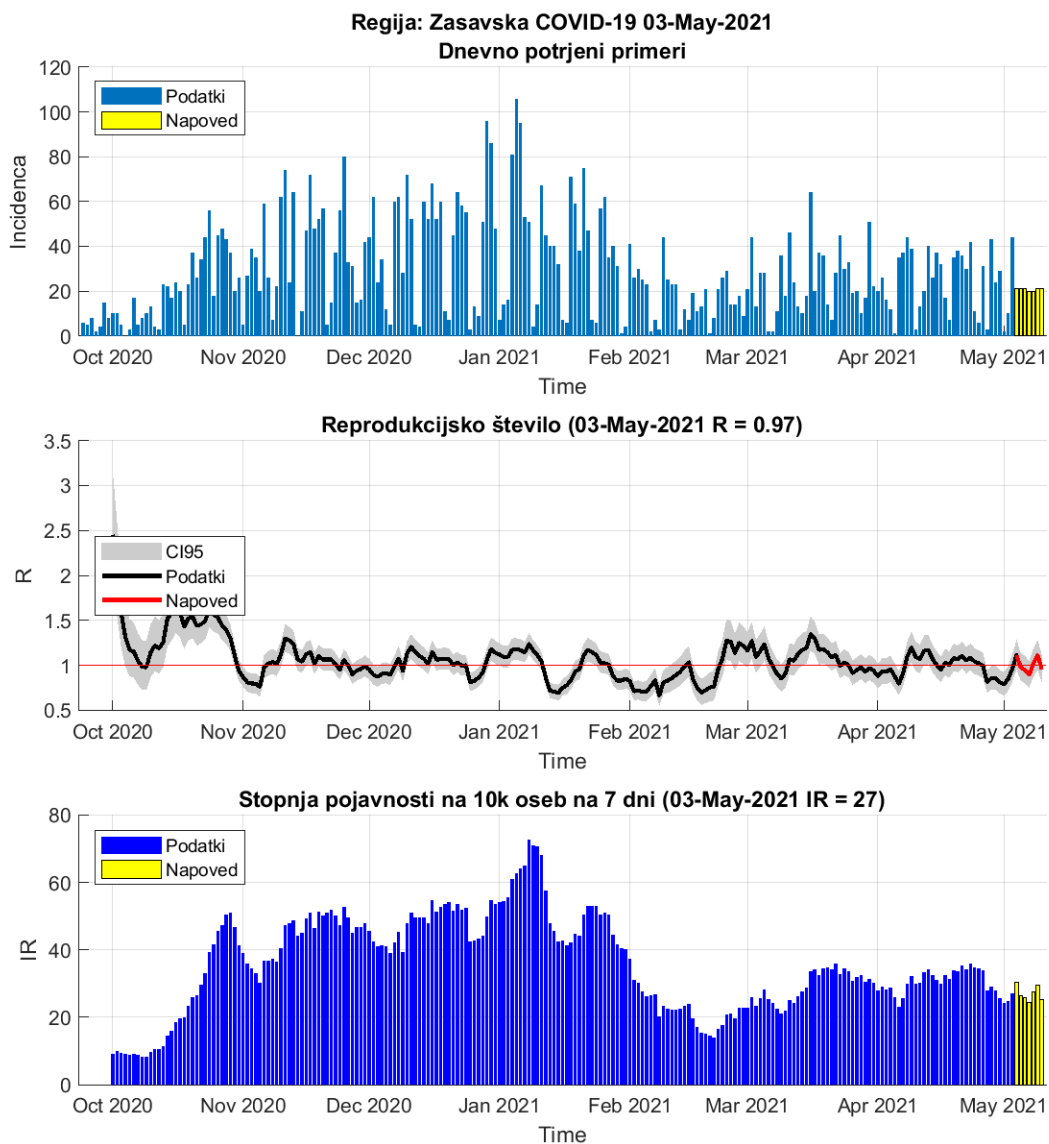 Regija: Zasavska COVID-19 03-May-2021
Dnevno potrjeni primeri
120
100
80
60
40
20
0
Incidenca
Podatki
Napoved
Oct 2020 Nov 2020 Dec 2020 Jan 2021 Feb 2021 Mar 2021 Apr 2021 May 2021
Time
Reprodukcijsko število (03-May-2021 R = 0.97)
3.5
3
2.5
2
1.5
1
0.5
R
CI95
Podatki
Napoved
Oct 2020 Nov 2020 Dec 2020 Jan 2021 Feb 2021 Mar 2021 Apr 2021 May 2021
Time
Stopnja pojavnosti na 10k oseb na 7 dni (03-May-2021 IR = 27)
80
60
40
20
0
IR
Podatki
Napoved
Oct 2020 Nov 2020 Dec 2020 Jan 2021 Feb 2021 Mar 2021 Apr 2021 May 2021
Time